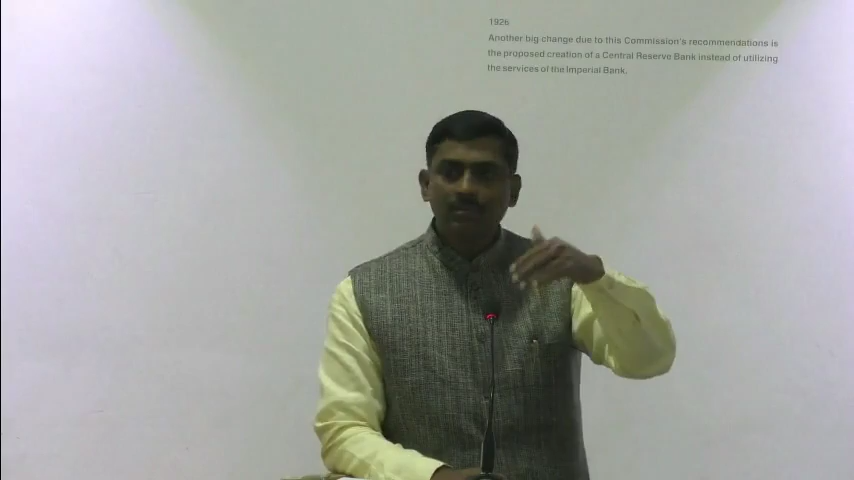 1926
Another big change due to this Commission's recommendations is
the proposed creation of a Central Reserve Bank instead of utilizing
the services of the Imperial Bank.